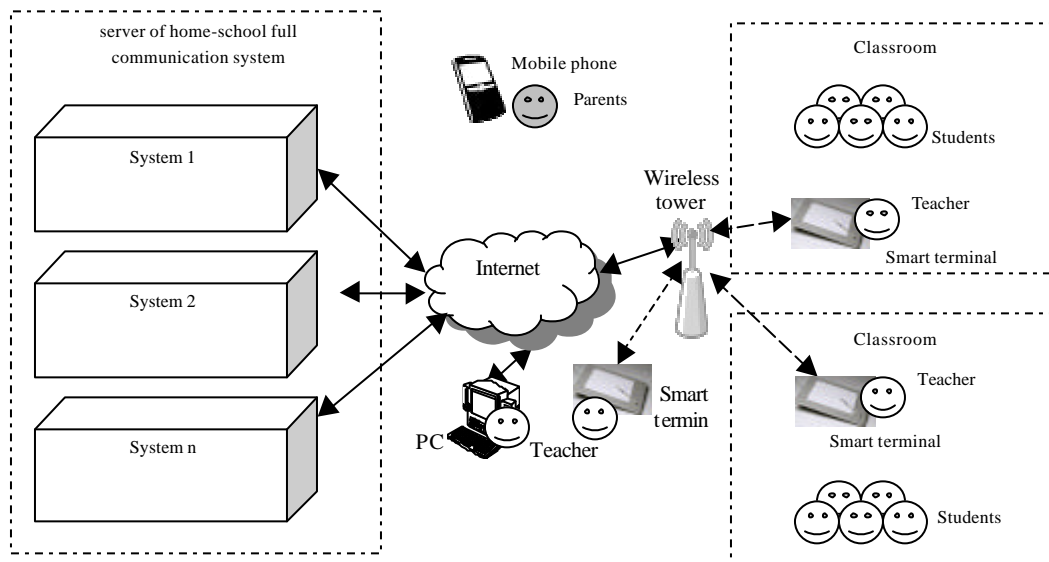 server of home-school full
communication system
System 1
System 2
System n
Mobile phone
Parents
Internet
Wireless
tower
PC
Teacher
Smart
termin
Classroom
Students
Teacher
Smart terminal
Classroom
Teacher
Smart terminal
Students